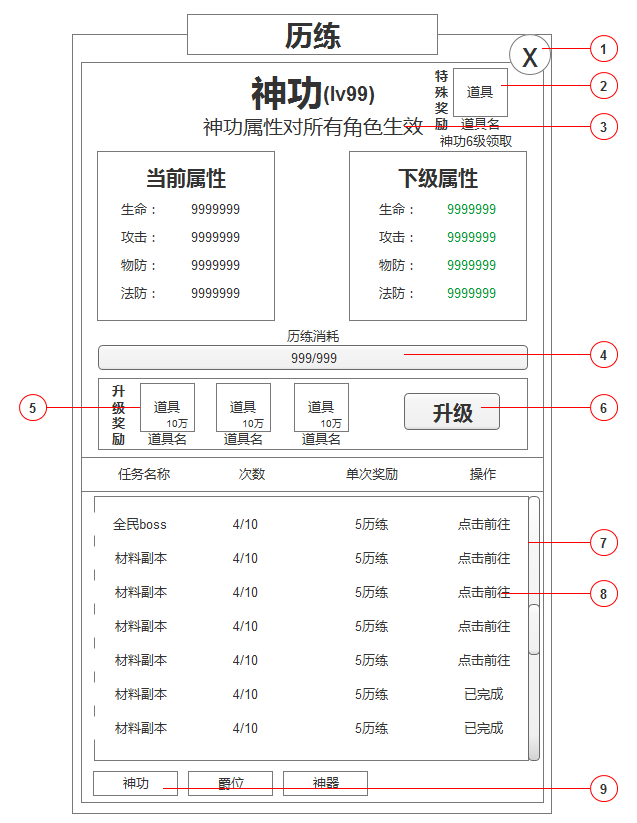 历练
X
1
神功(lv99)
特殊奖励
道具
2
道具名
神功属性对所有角色生效
3
神功6级领取
当前属性
生命： 9999999
攻击： 9999999
物防： 9999999
法防： 9999999
下级属性
生命： 9999999
攻击： 9999999
物防： 9999999
法防： 9999999
历练消耗
999/999
4
升级奖励
5
道具 道具 道具
10万 10万 10万
道具名 道具名 道具名
升级
6
任务名称 次数 单次奖励 操作
全民boss 4/10 5历练 点击前往
7
材料副本 4/10 5历练 点击前往
材料副本 4/10 5历练 点击前往
8
材料副本 4/10 5历练 点击前往
材料副本 4/10 5历练 点击前往
材料副本 4/10 5历练 已完成
材料副本 4/10 5历练 已完成
神功 爵位 神器
9